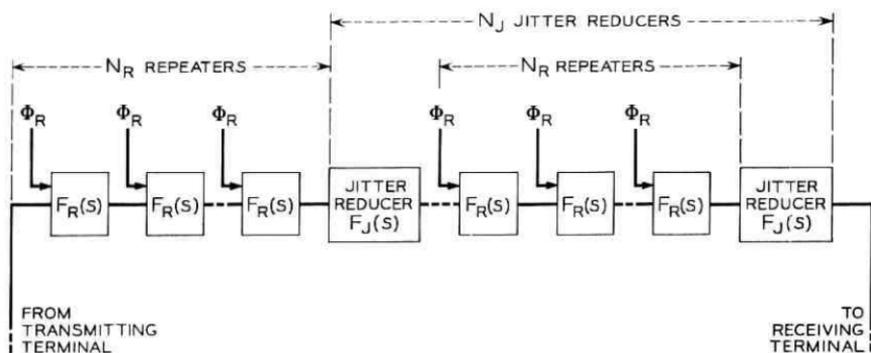 N_J JITTER REDUCERS
N_R REPEATERS
N_R REPEATERS
Φ_R
Φ_R
Φ_R
Φ_R
Φ_R
Φ_R
F_R(S)
F_R(S)
F_R(S)
JITTER
REDUCER
F_J(S)
F_R(S)
F_R(S)
F_R(S)
JITTER
REDUCER
F_J(S)
FROM
TRANSMITTING
TERMINAL
TO
RECEIVING
TERMINAL